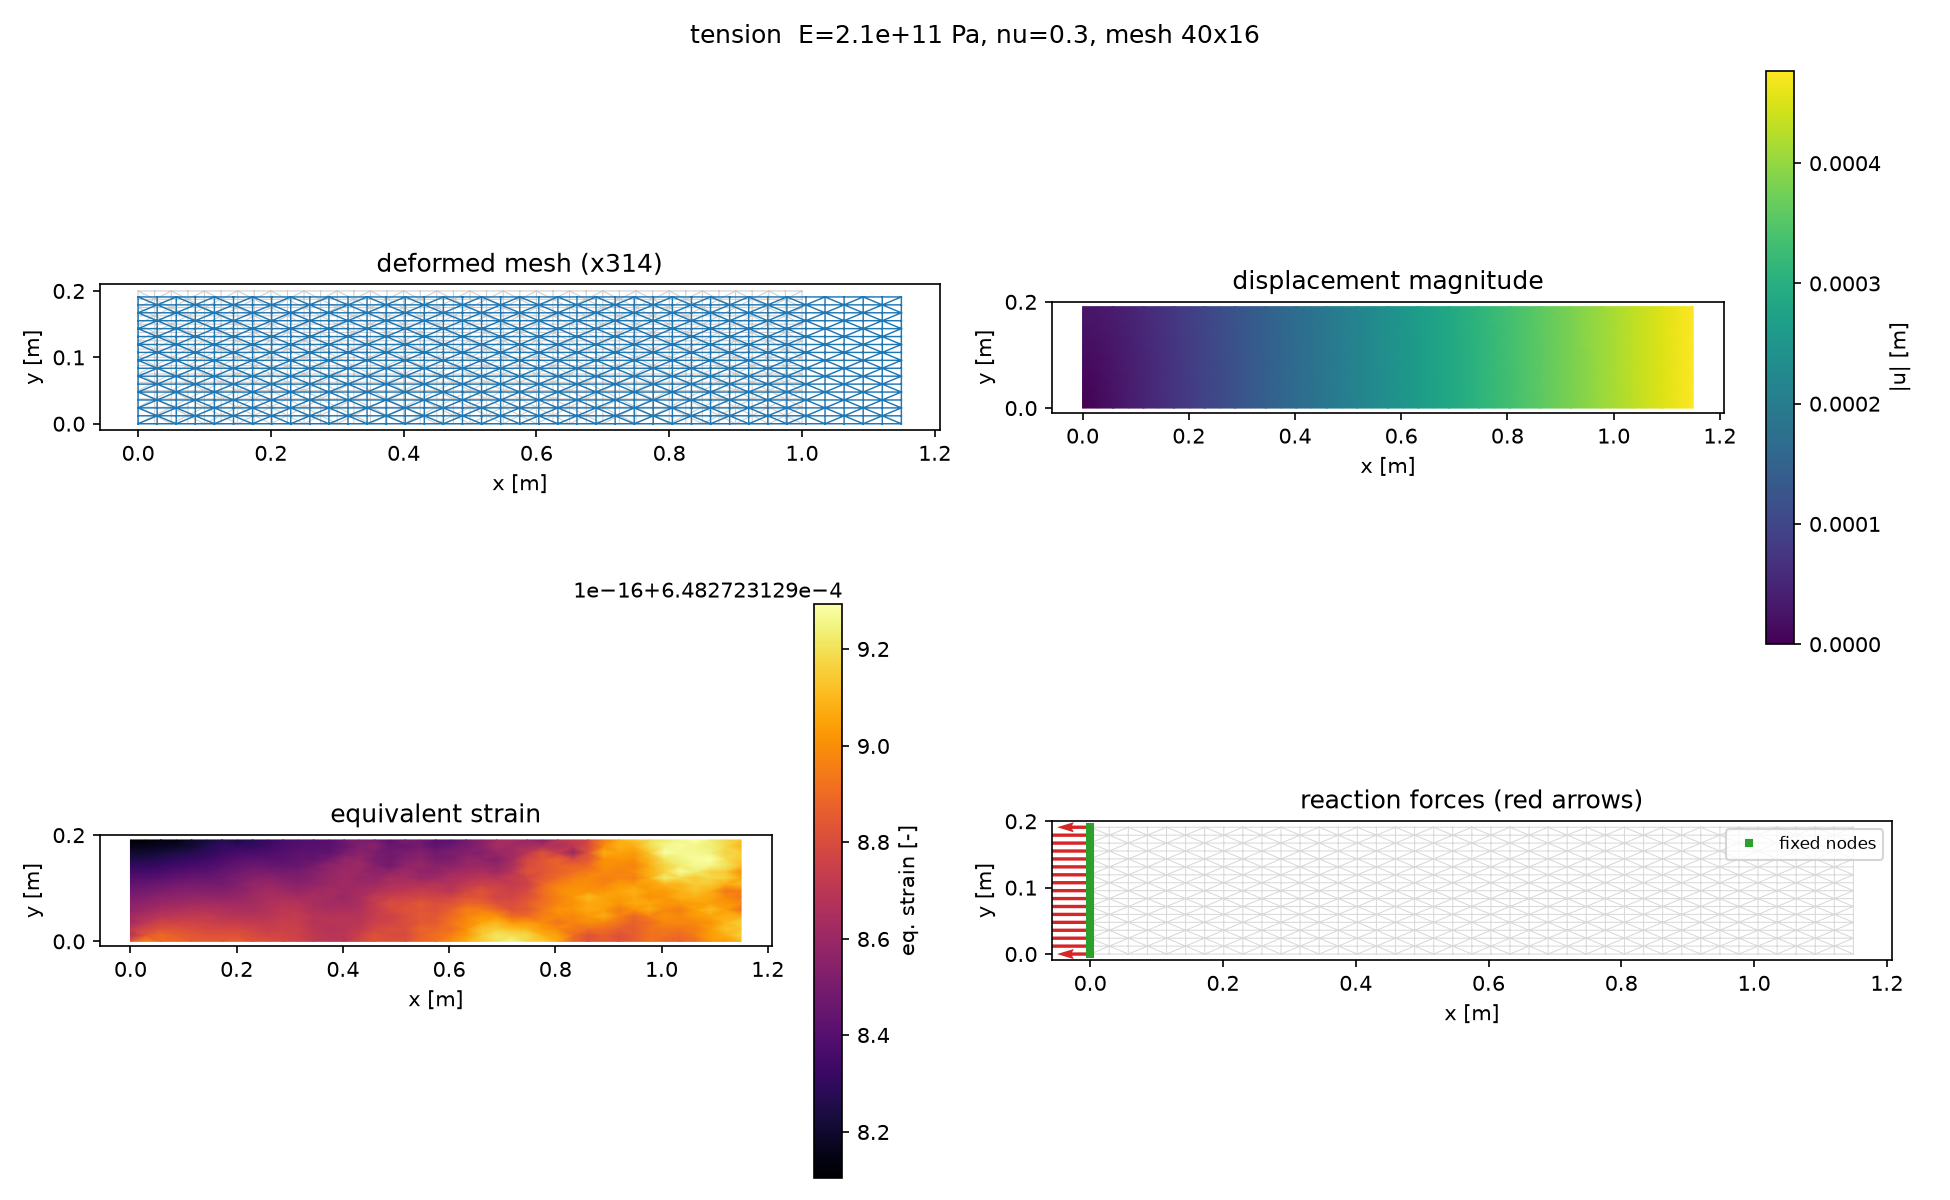 tension  E=2.1e+11 Pa, nu=0.3, mesh 40x16
deformed mesh (x314)
0.2
0.1
0.0
y [m]
0.0 0.2 0.4 0.6 0.8 1.0 1.2
x [m]
displacement magnitude
0.2
0.0
y [m]
0.0 0.2 0.4 0.6 0.8 1.0 1.2
x [m]
0.0004
0.0003
0.0002
0.0001
0.0000
|u| [m]
equivalent strain
0.2
0.1
0.0
y [m]
0.0 0.2 0.4 0.6 0.8 1.0 1.2
x [m]
1e−16+6.482723129e−4
9.2
9.0
8.8
8.6
8.4
8.2
eq. strain [-]
reaction forces (red arrows)
fixed nodes
0.2
0.1
0.0
y [m]
0.0 0.2 0.4 0.6 0.8 1.0 1.2
x [m]